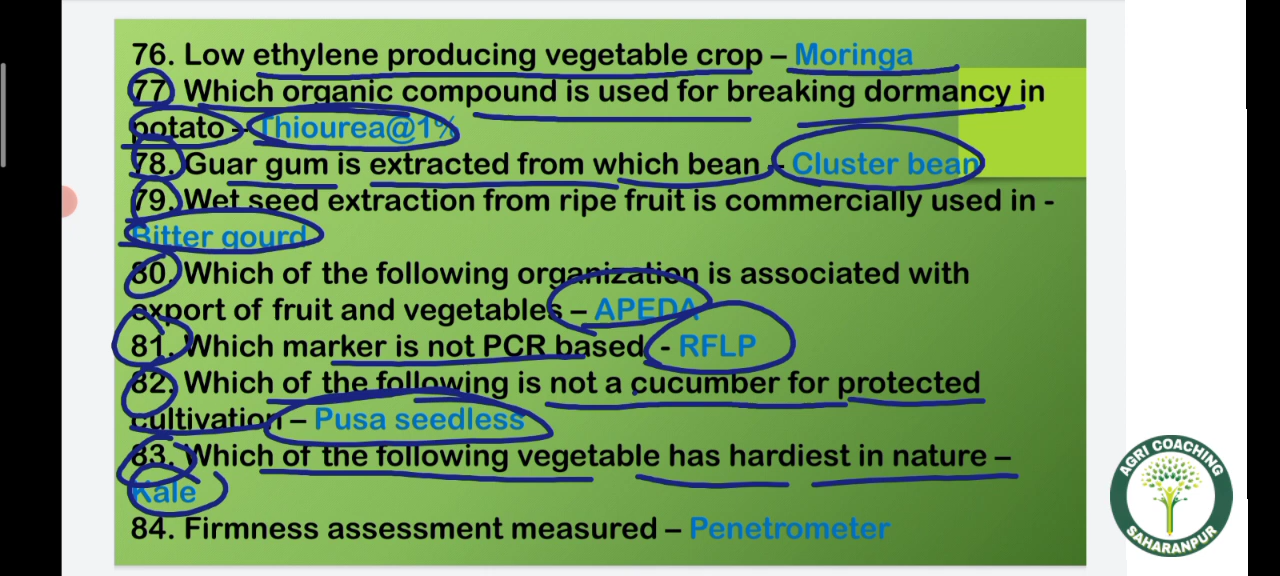 76. Low ethylene producing vegetable crop – Moringa
77. Which organic compound is used for breaking dormancy in
potato – Thiourea@1%
78. Guar gum is extracted from which bean – Cluster bean
79. Wet seed extraction from ripe fruit is commercially used in -
Bitter gourd
80. Which of the following organization is associated with
export of fruit and vegetables – APEDA
81. Which marker is not PCR based - RFLP
82. Which of the following is not a cucumber for protected
cultivation – Pusa seedless
83. Which of the following vegetable has hardiest in nature –
Kale
84. Firmness assessment measured – Penetrometer
AGRI COACHING
SAHARANPUR